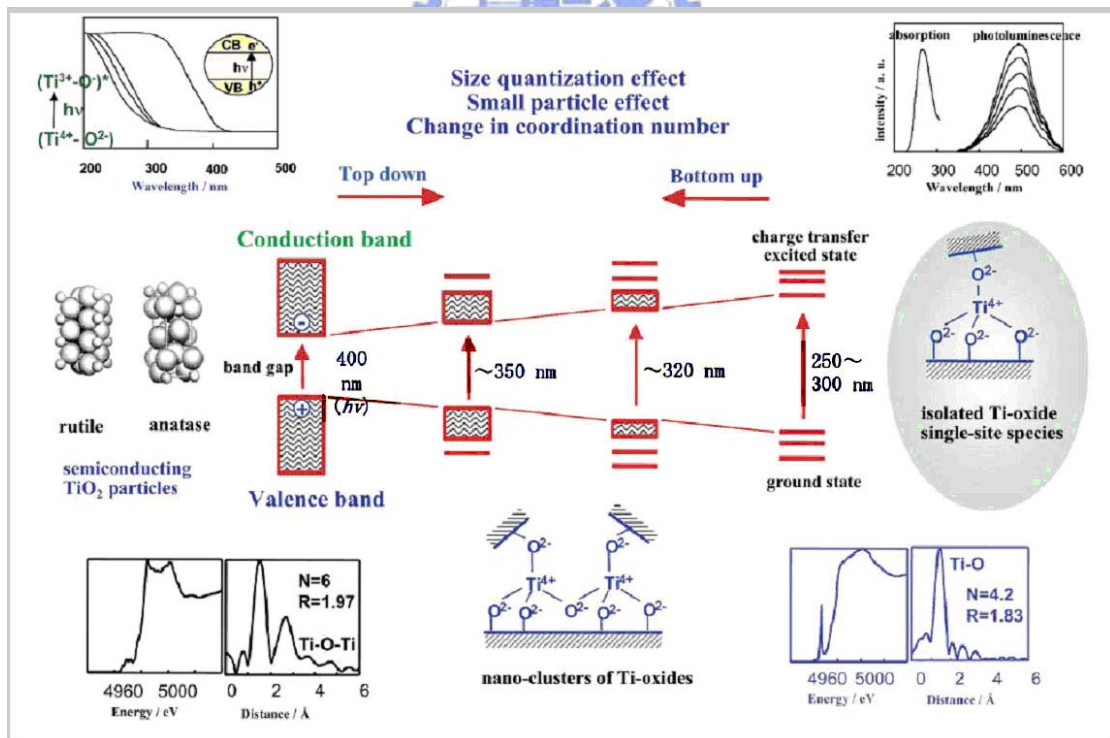 CB e⁻
hν
VB h⁺
(Ti³⁺-O⁻)*
hν
(Ti⁴⁺- O²⁻)
200 300 400 500
Wavelength / nm
Size quantization effect
Small particle effect
Change in coordination number
absorption photoluminescence
intensity (a. u.)
200 300 400 500 600
Wavelength / nm
Top down
Bottom up
Conduction band
charge transfer
excited state
-
band gap
400
nm
(hν)
～350 nm
～320 nm
250～
300 nm
+
rutile anatase
semiconducting
TiO₂ particles
Valence band
ground state
O²⁻
Ti⁴⁺
O²⁻ O²⁻ O²⁻
isolated Ti-oxide
single-site species
N=6
R=1.97
Ti-O-Ti
4960 5000
Energy / eV
0 2 4 6
Distance / Å
O²⁻ O²⁻
Ti⁴⁺ Ti⁴⁺
O²⁻ O²⁻ O²⁻ O²⁻ O²⁻
nano-clusters of Ti-oxides
Ti-O
N=4.2
R=1.83
4960 5000
Energy / eV
0 2 4 6
Distance / Å